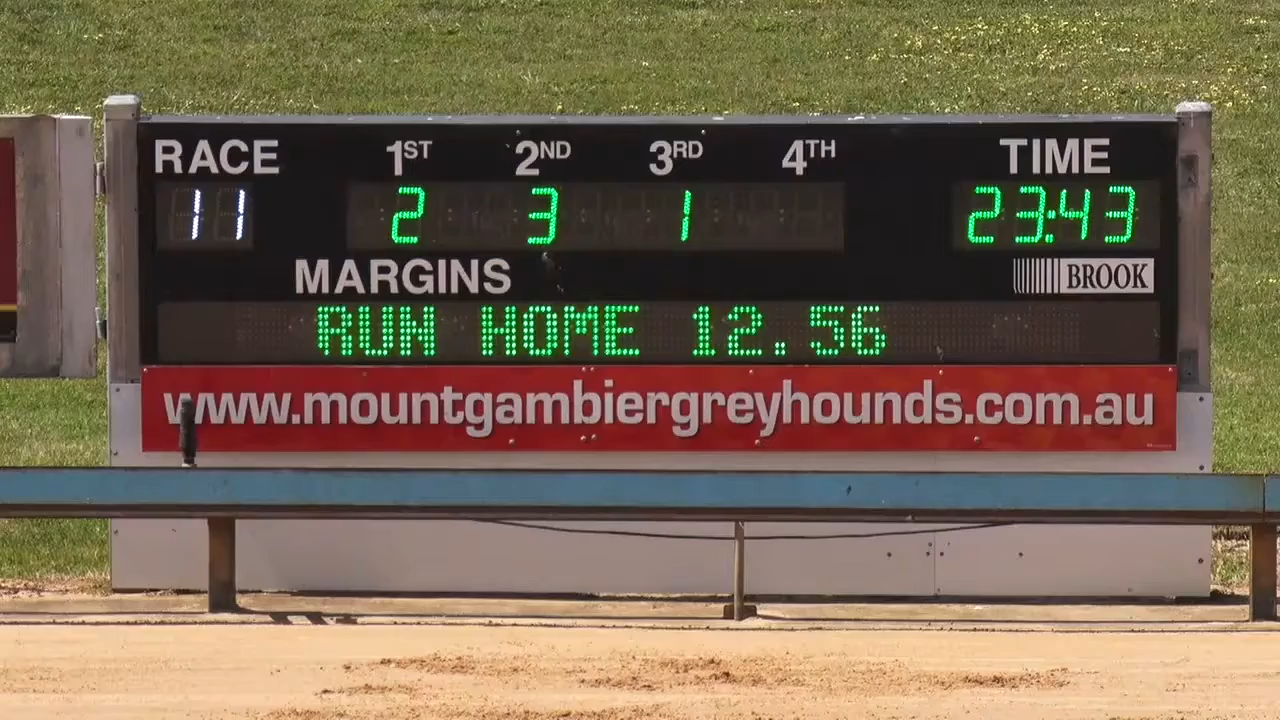 RACE 1ST 2ND 3RD 4TH TIME
11 2 3 1 23:43
MARGINS BROOK
RUN HOME 12.56
www.mountgambiergreyhounds.com.au